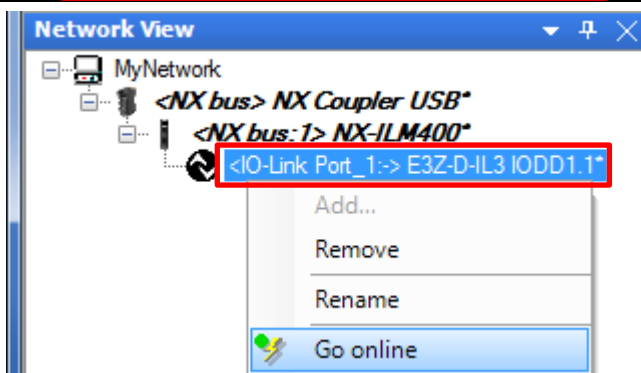 Network View
MyNetwork
<NX bus> NX Coupler USB*
<NX bus:1> NX-ILM400*
<IO-Link Port_1:-> E3Z-D-IL3 IODD1.1*
Add...
Remove
Rename
Go online